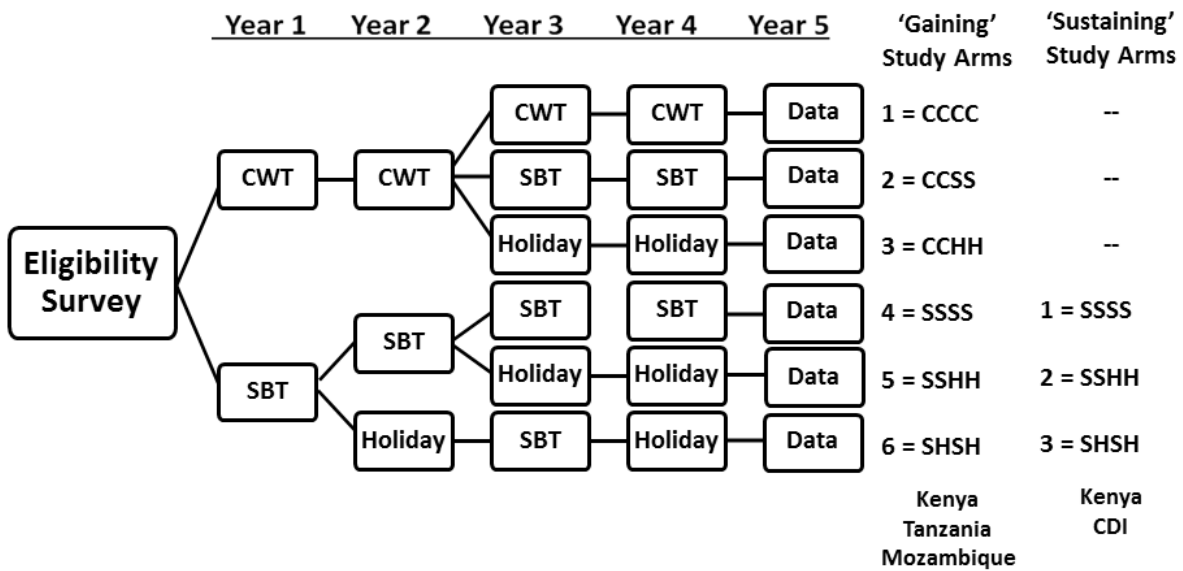 Year 1 Year 2 Year 3 Year 4 Year 5 ‘Gaining’ ‘Sustaining’
Study Arms Study Arms
CWT CWT Data 1 = CCCC --
CWT CWT SBT SBT Data 2 = CCSS --
Holiday Holiday Data 3 = CCHH --
Eligibility
Survey
SBT SBT Data 4 = SSSS 1 = SSSS
SBT
Holiday Holiday Data 5 = SSHH 2 = SSHH
SBT
Holiday SBT Holiday Data 6 = SHSH 3 = SHSH
Kenya Kenya
Tanzania CDI
Mozambique